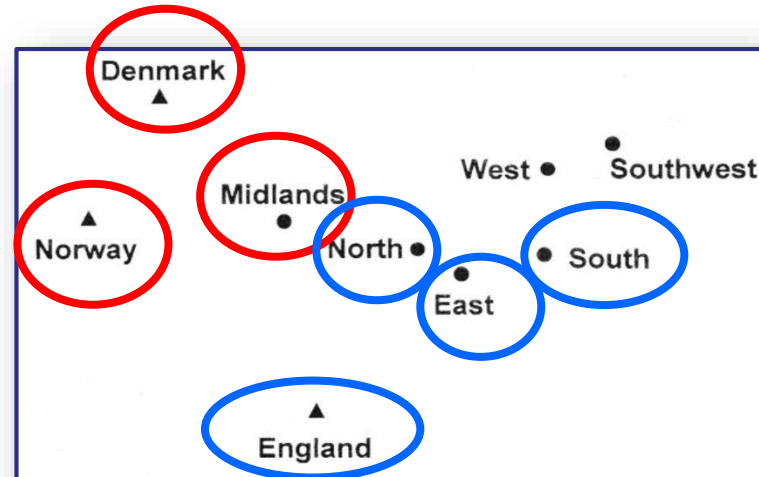 Denmark
West
Southwest
Midlands
Norway
North
South
East
England